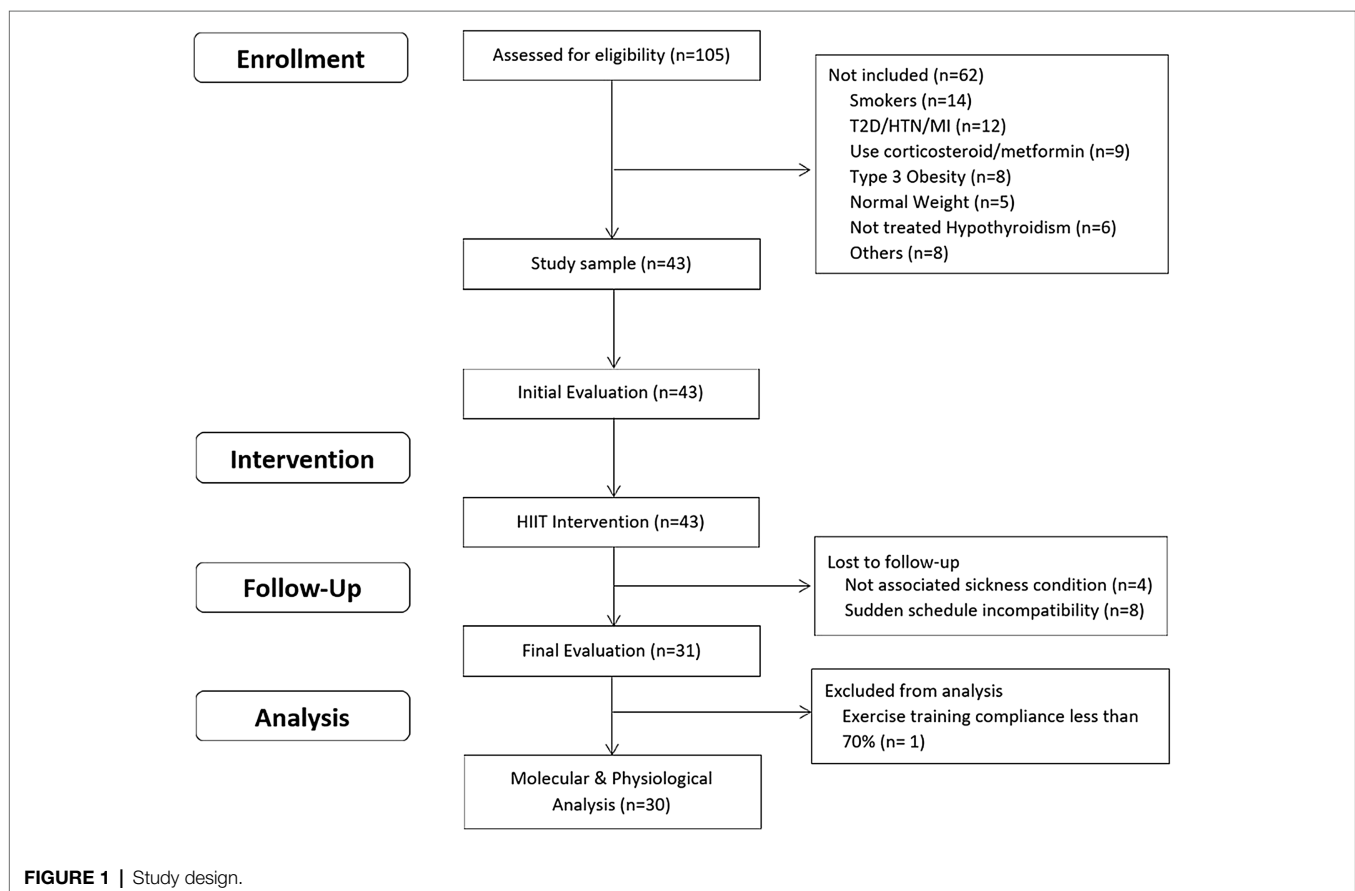 Enrollment
Assessed for eligibility (n=105)
Not included (n=62)
Smokers (n=14)
T2D/HTN/MI (n=12)
Use corticosteroid/metformin (n=9)
Type 3 Obesity (n=8)
Normal Weight (n=5)
Not treated Hypothyroidism (n=6)
Others (n=8)
Study sample (n=43)
Initial Evaluation (n=43)
Intervention
HIIT Intervention (n=43)
Follow-Up
Lost to follow-up
Not associated sickness condition (n=4)
Sudden schedule incompatibility (n=8)
Final Evaluation (n=31)
Analysis
Excluded from analysis
Exercise training compliance less than
70% (n= 1)
Molecular & Physiological
Analysis (n=30)
FIGURE 1 | Study design.